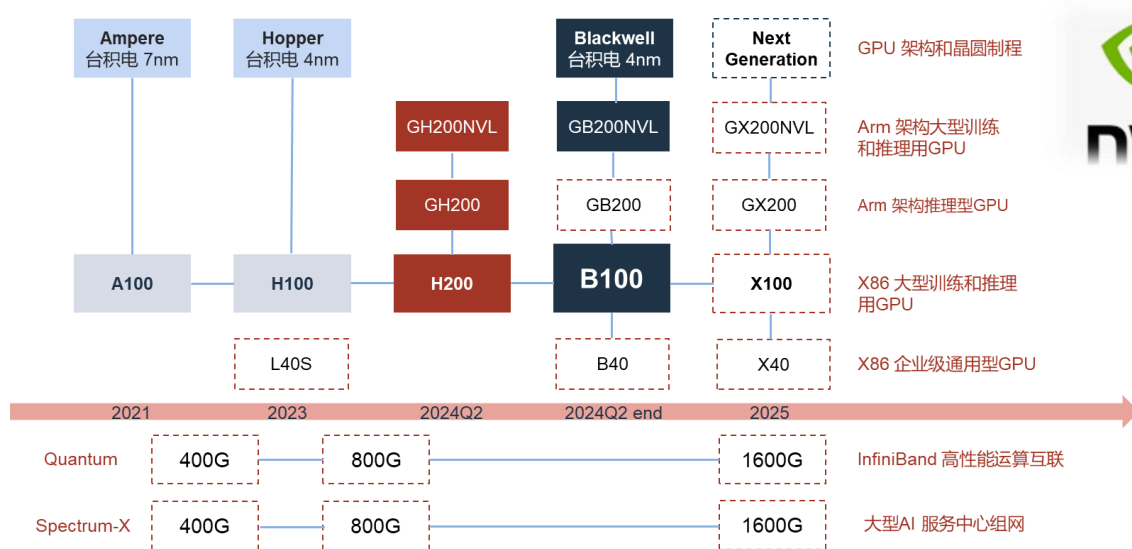 Ampere
台积电 7nm
Hopper
台积电 4nm
Blackwell
台积电 4nm
Next
Generation
GPU 架构和晶圆制程
GH200NVL
GB200NVL
GX200NVL
Arm 架构大型训练
和推理用GPU
GH200
GB200
GX200
Arm 架构推理型GPU
A100
H100
H200
B100
X100
X86 大型训练和推理
用GPU
L40S
B40
X40
X86 企业级通用型GPU
2021
2023
2024Q2
2024Q2 end
2025
Quantum
400G
800G
1600G
InfiniBand 高性能运算互联
Spectrum-X
400G
800G
1600G
大型AI 服务中心组网